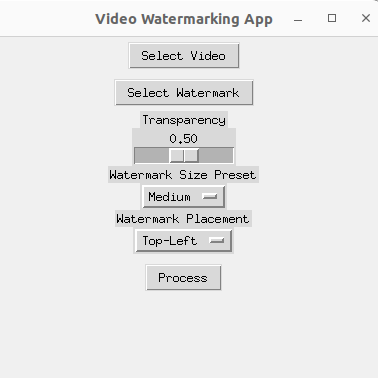 Video Watermarking App
Select Video
Select Watermark
Transparency
0.50
Watermark Size Preset
Medium
Watermark Placement
Top-Left
Process